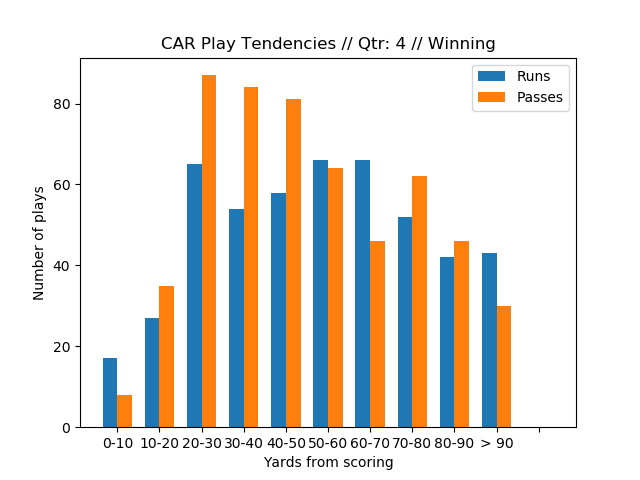 CAR Play Tendencies // Qtr: 4 // Winning
Runs
Passes
Number of plays
80
60
40
20
0
0-10 10-20 20-30 30-40 40-50 50-60 60-70 70-80 80-90 > 90
Yards from scoring